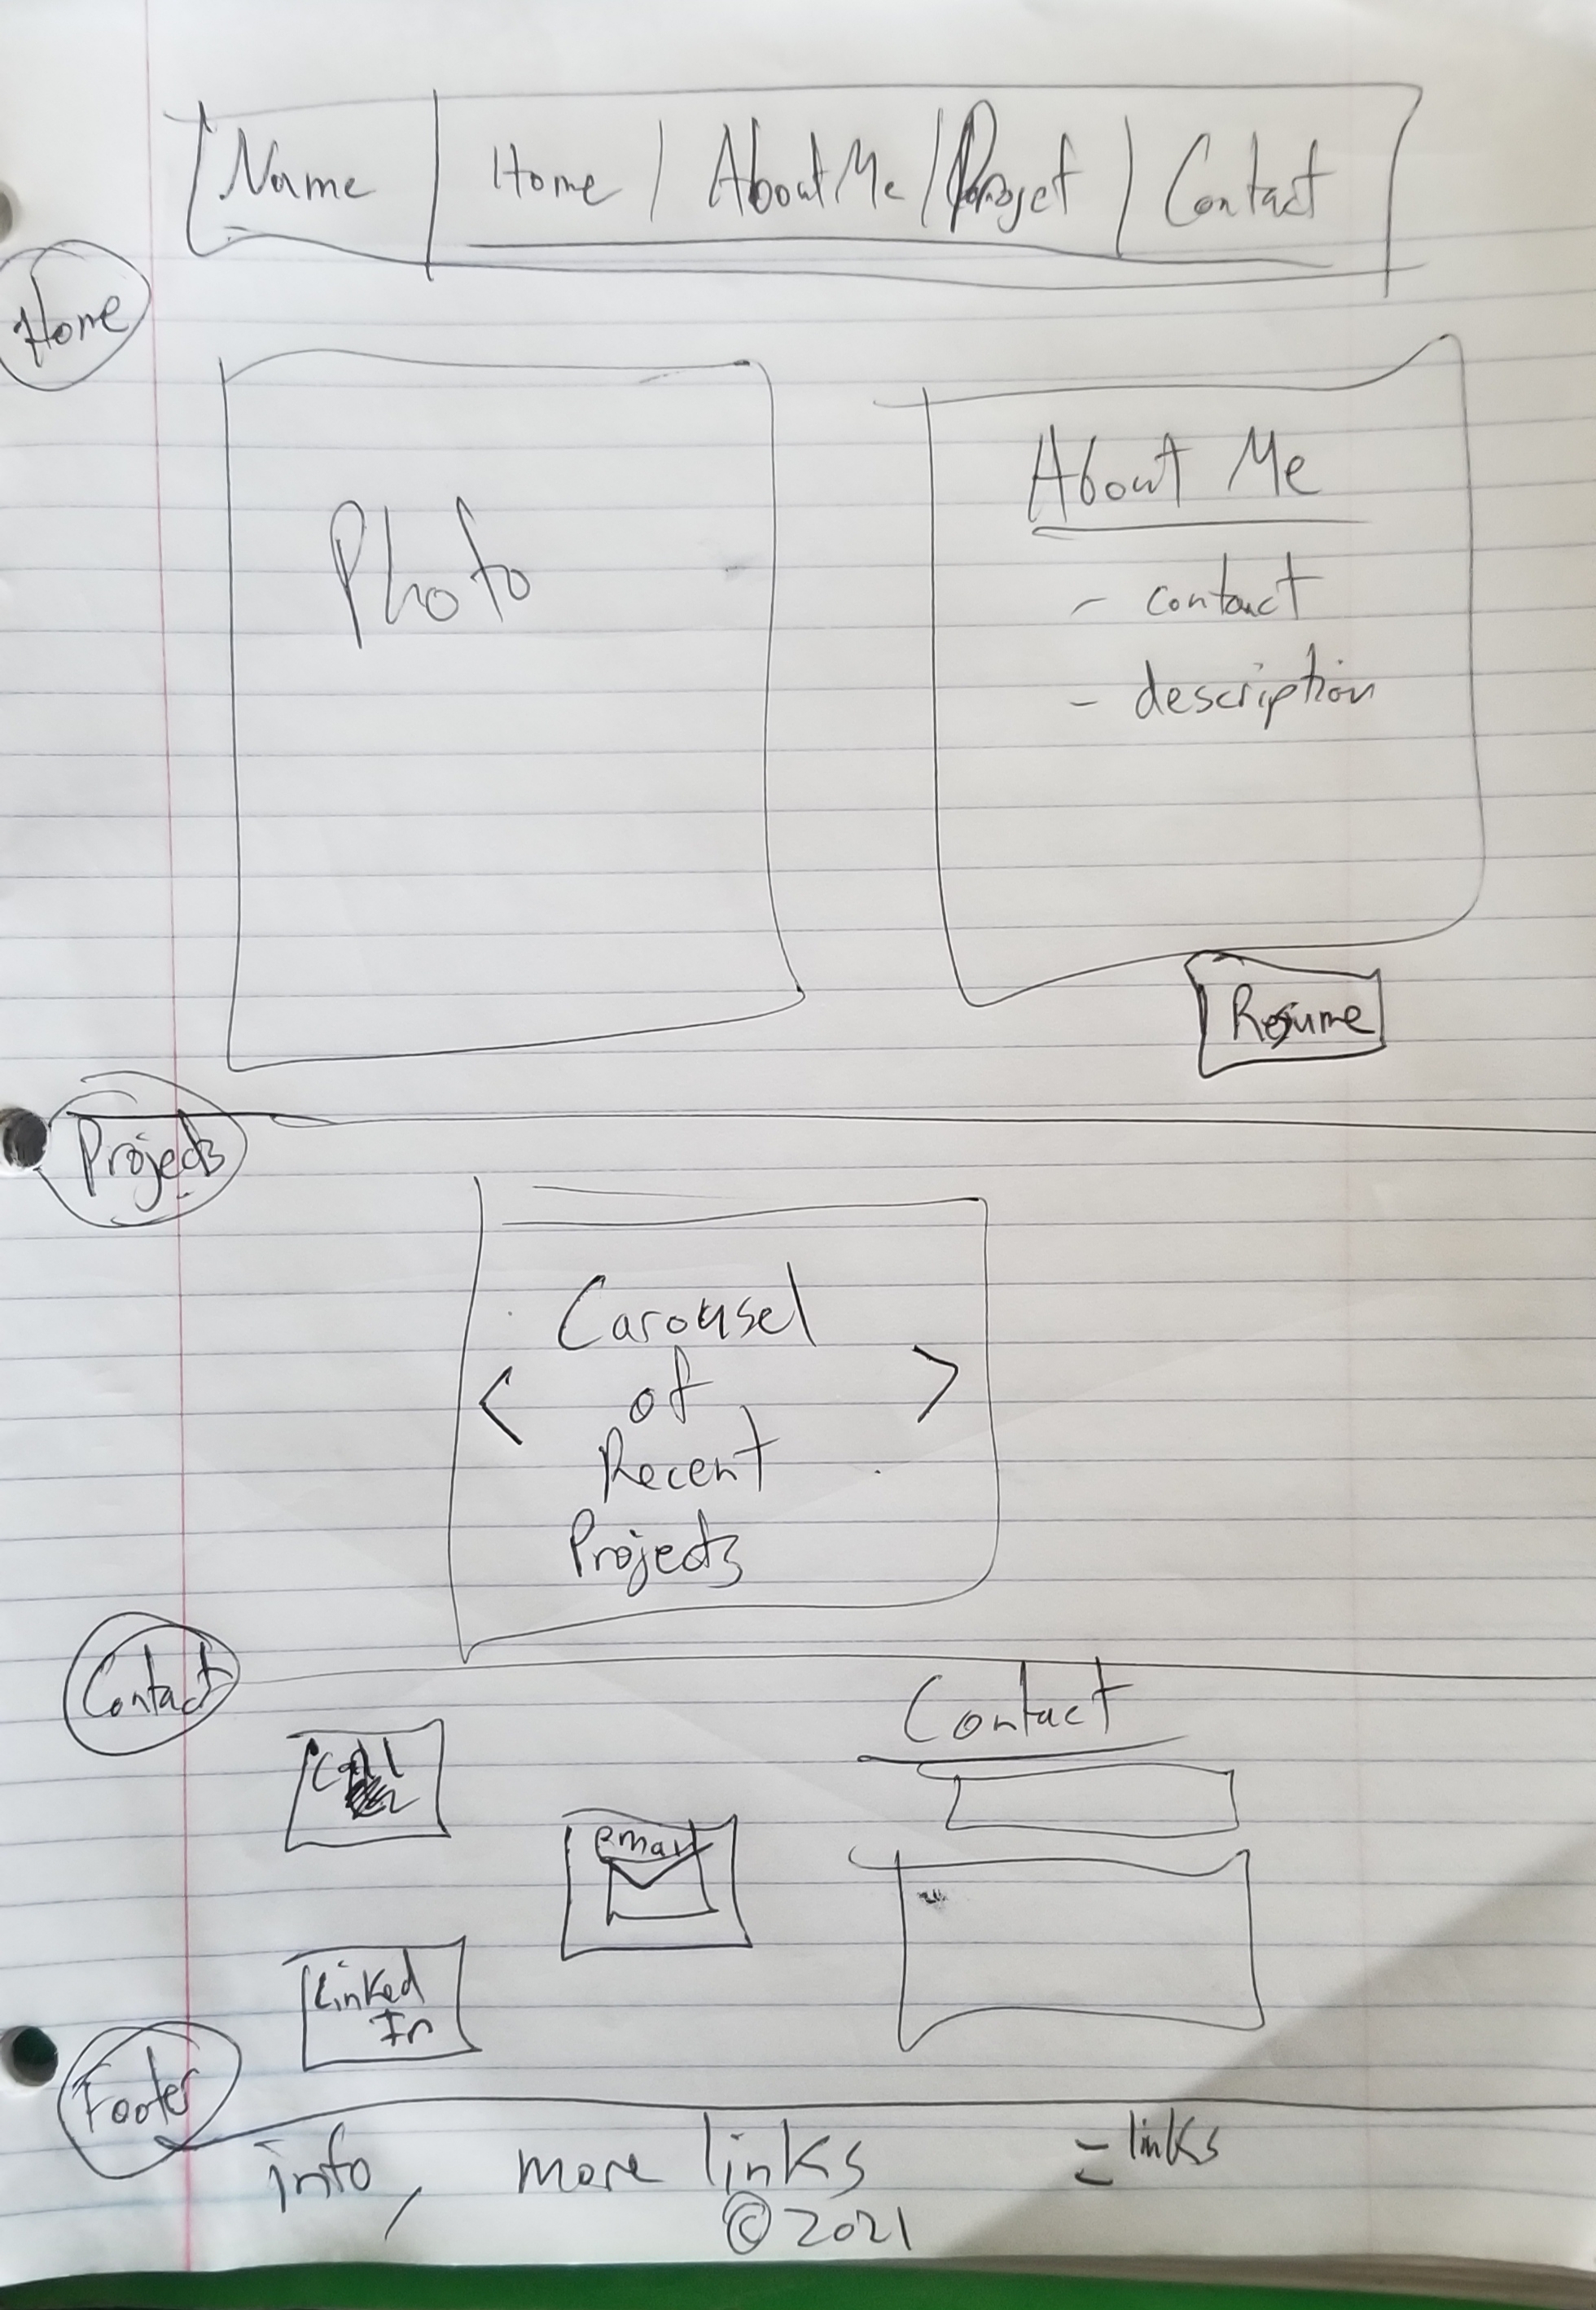 Name | Home | About Me | Project | Contact
Home
Photo
About Me
- contact
- description
Resume
Projects
Carousel
< of >
Recent
Projects
Contact
Contact
Call
email
Linked
In
Footer
info, more links
- links
© 2021